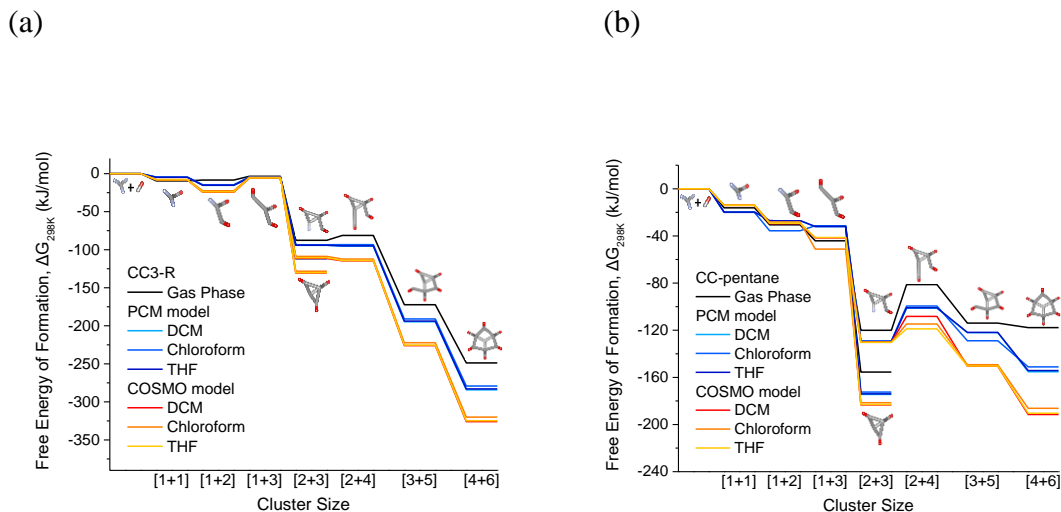 (a)
(b)
Free Energy of Formation, ΔG298K (kJ/mol)
0
-50
-100
-150
-200
-250
-300
-350
+
CC3-R
Gas Phase
PCM model
DCM
Chloroform
THF
COSMO model
DCM
Chloroform
THF
[1+1] [1+2] [1+3] [2+3] [2+4] [3+5] [4+6]
Cluster Size
Free Energy of Formation, ΔG298K (kJ/mol)
0
-40
-80
-120
-160
-200
-240
+
CC-pentane
Gas Phase
PCM model
DCM
Chloroform
THF
COSMO model
DCM
Chloroform
THF
[1+1] [1+2] [1+3] [2+3] [2+4] [3+5] [4+6]
Cluster Size